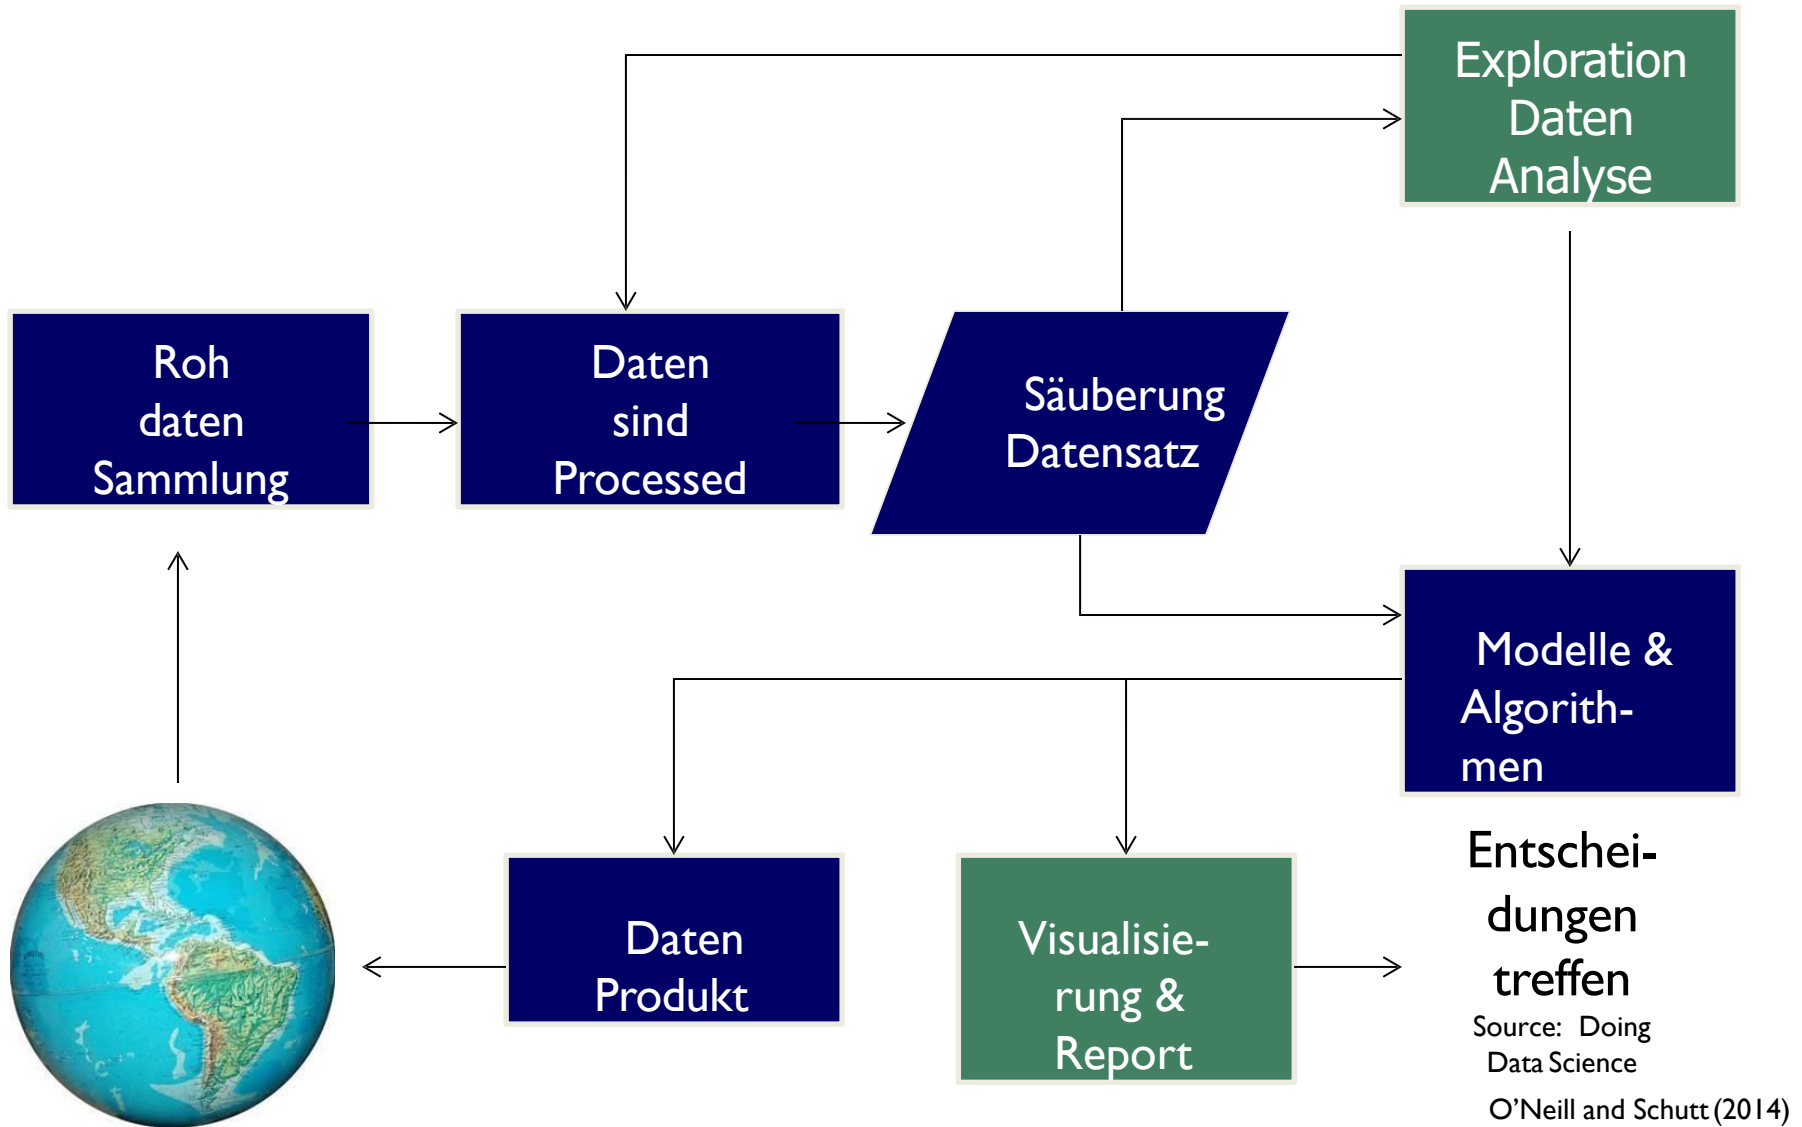 Exploration
Daten
Analyse
Roh
daten
Sammlung
Daten
sind
Processed
Säuberung
Datensatz
Modelle &
Algorith-
men
Daten
Produkt
Visualisie-
rung &
Report
Entschei-
dungen
treffen
Source: Doing
Data Science
O’Neill and Schutt (2014)